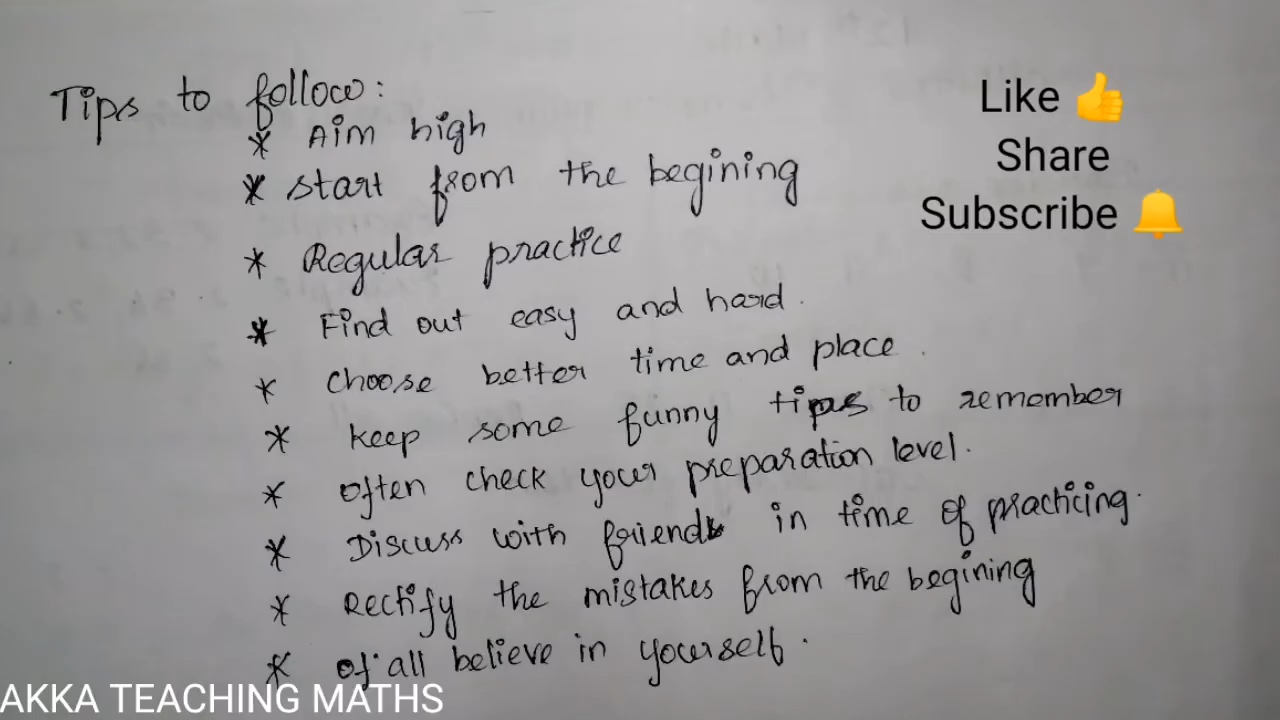 Tips to follow:
* Aim high
* start from the begining
* Regular practice
* Find out easy and hard.
* choose better time and place.
* keep some funny tips to remember
* often check your preparation level.
* Discuss with friends in time of practicing.
* Rectify the mistakes from the begining
* of all believe in yourself.
Like 👍
Share
Subscribe 🔔
AKKA TEACHING MATHS